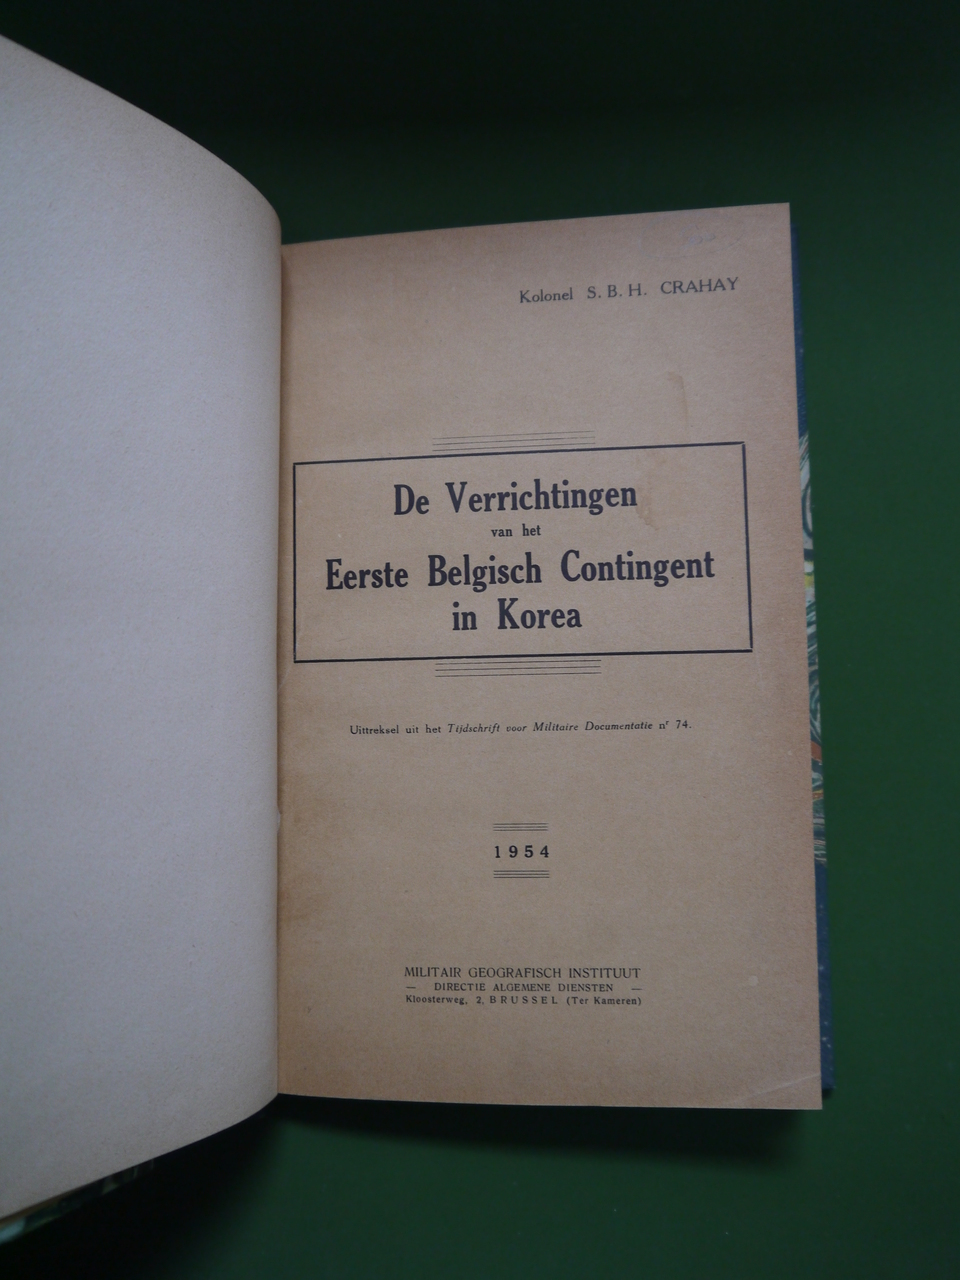 Kolonel S. B. H. CRAHAY
De Verrichtingen
van het
Eerste Belgisch Contingent
in Korea
Uittreksel uit het Tijdschrift voor Militaire Documentatie nr 74.
1954
MILITAIR GEOGRAFISCH INSTITUUT
— DIRECTIE ALGEMENE DIENSTEN —
Kloosterweg, 2, BRUSSEL (Ter Kameren)